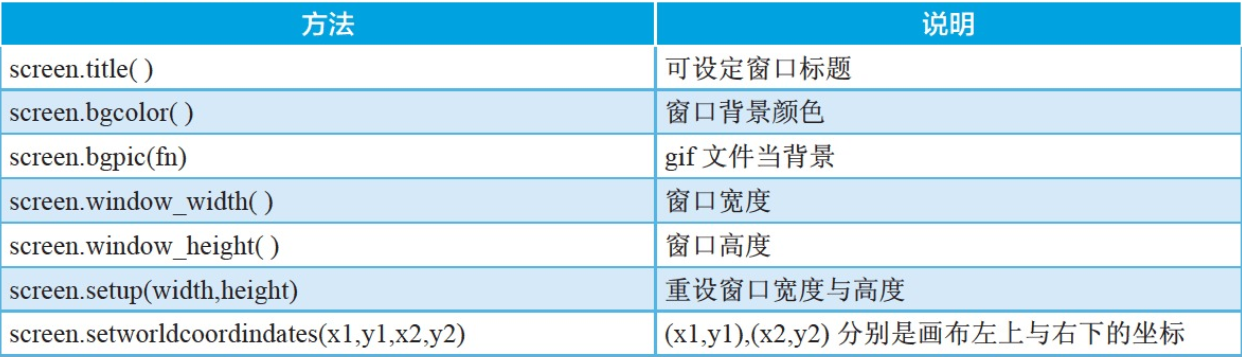 方法 说明
screen.title( ) 可设定窗口标题
screen.bgcolor( ) 窗口背景颜色
screen.bgpic(fn) gif 文件当背景
screen.window_width( ) 窗口宽度
screen.window_height( ) 窗口高度
screen.setup(width,height) 重设窗口宽度与高度
screen.setworldcoordindates(x1,y1,x2,y2) (x1,y1),(x2,y2) 分别是画布左上与右下的坐标